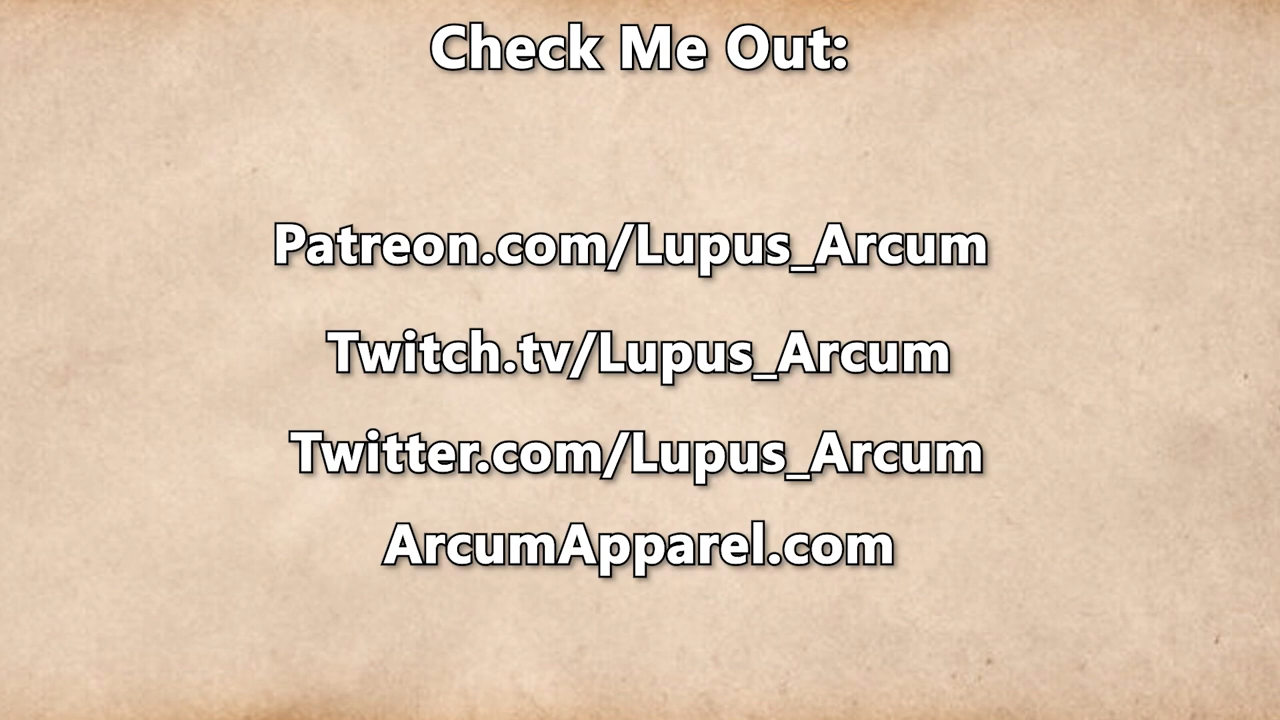 Check Me Out:
Patreon.com/Lupus_Arcum
Twitch.tv/Lupus_Arcum
Twitter.com/Lupus_Arcum
ArcumApparel.com